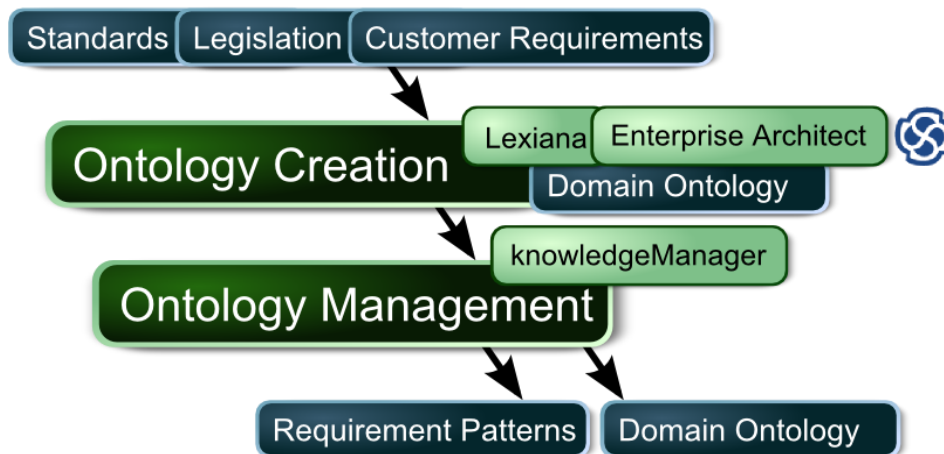 Standards Legislation Customer Requirements
Lexiana Enterprise Architect
Ontology Creation
Domain Ontology
knowledgeManager
Ontology Management
Requirement Patterns Domain Ontology